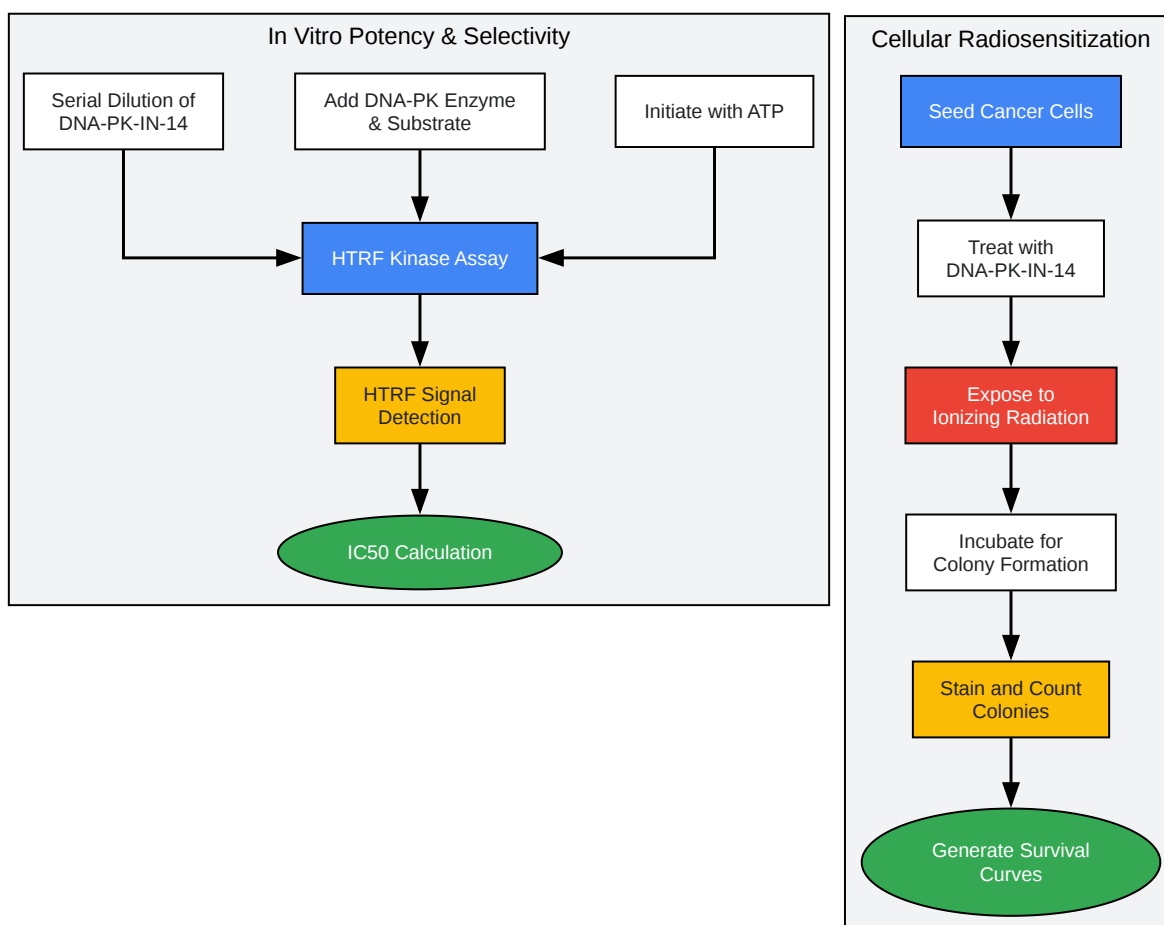 In Vitro Potency & Selectivity
Serial Dilution of
DNA-PK-IN-14
Add DNA-PK Enzyme
& Substrate
Initiate with ATP
HTRF Kinase Assay
HTRF Signal
Detection
IC50 Calculation
Cellular Radiosensitization
Seed Cancer Cells
Treat with
DNA-PK-IN-14
Expose to
Ionizing Radiation
Incubate for
Colony Formation
Stain and Count
Colonies
Generate Survival
Curves